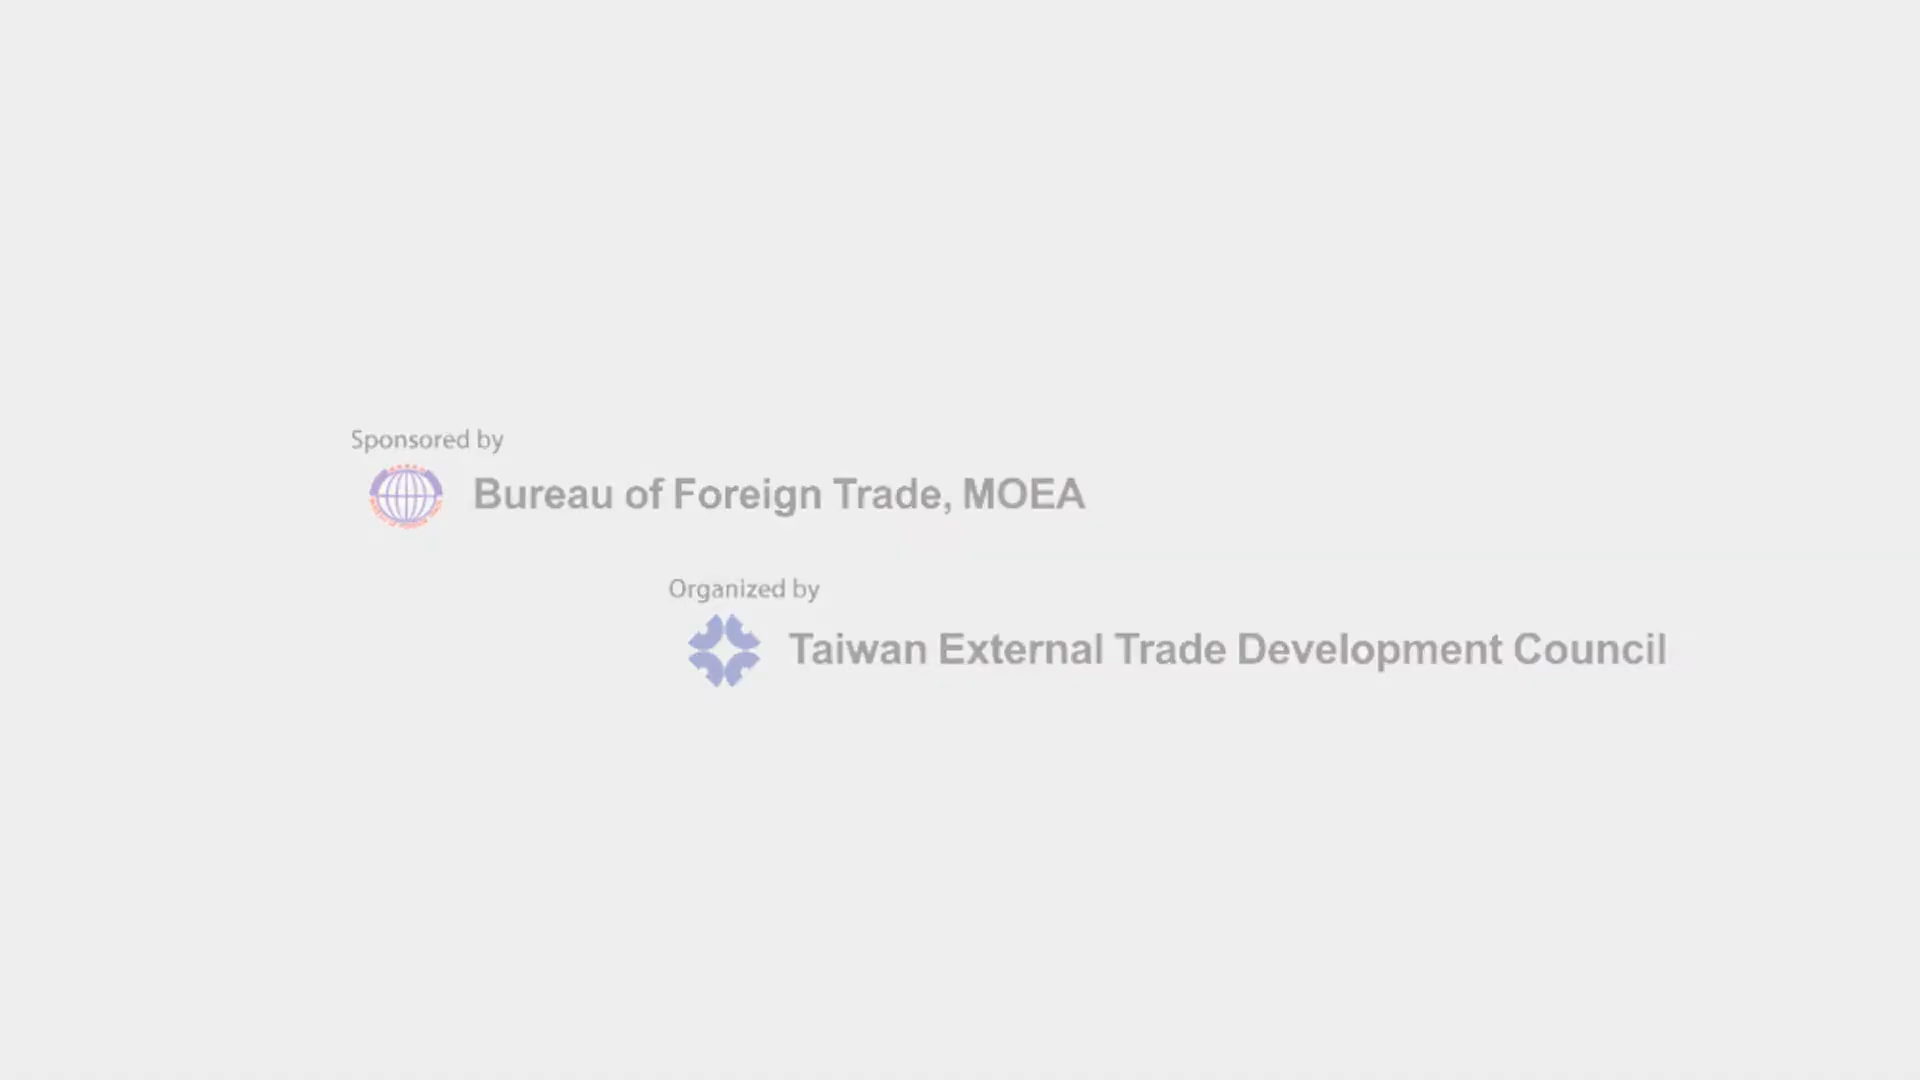 Sponsored by
Bureau of Foreign Trade, MOEA
Organized by
Taiwan External Trade Development Council